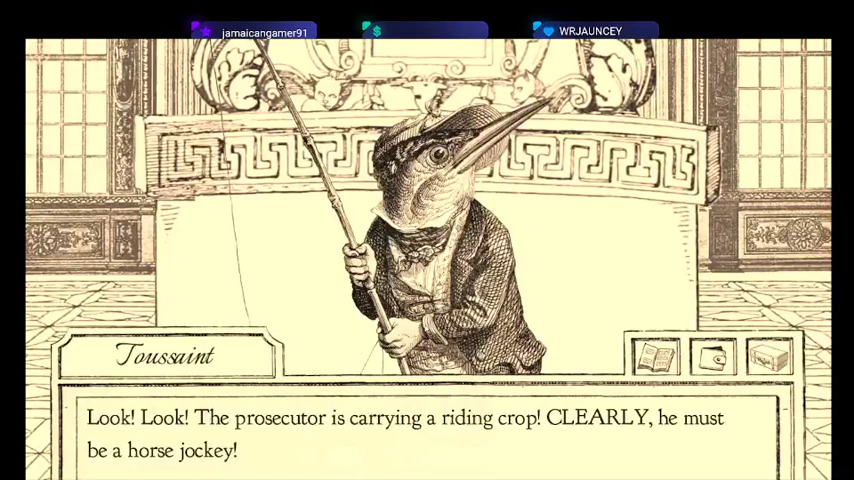 jamaicangamer91
$
WRJAUNCEY
Toussaint
Look! Look! The prosecutor is carrying a riding crop! CLEARLY, he must
be a horse jockey!